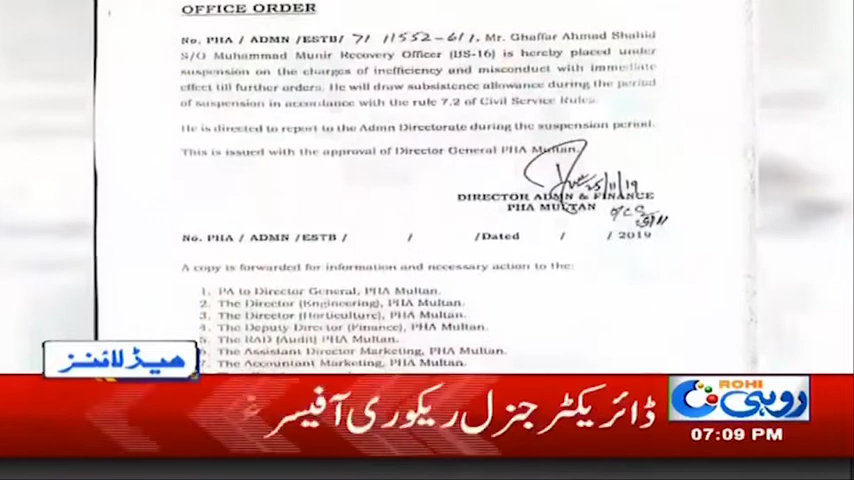 OFFICE ORDER
No. PHA / ADMN /ESTB/ 71 11552-611. Mr. Ghaffar Ahmad Shahid
S/O Muhammad Munir Recovery Officer (BS-16) is hereby placed under
suspension on the charges of inefficiency and misconduct with immediate
effect till further orders. He will draw subsistence allowance during the period
of suspension in accordance with the rule 7.2 of Civil Service Rules.
He is directed to report to the Admn Directorate during the suspension period.
This is issued with the approval of Director General PHA Multan.
25/11/19
DIRECTOR ADMN & FINANCE
PHA MULTAN
No. PHA / ADMN /ESTB / / /Dated / / 2019
A copy is forwarded for information and necessary action to the:
1. PA to Director General, PHA Multan.
2. The Director (Engineering), PHA Multan.
3. The Director (Horticulture), PHA Multan.
4. The Deputy Director (Finance), PHA Multan.
5. The RAD (Audit) PHA Multan.
6. The Assistant Director Marketing, PHA Multan.
7. The Accountant Marketing, PHA Multan.
ہیڈلائنز
ڈائریکٹر جنرل ریکوری آفیسر
ROHI
روہی
07:09 PM